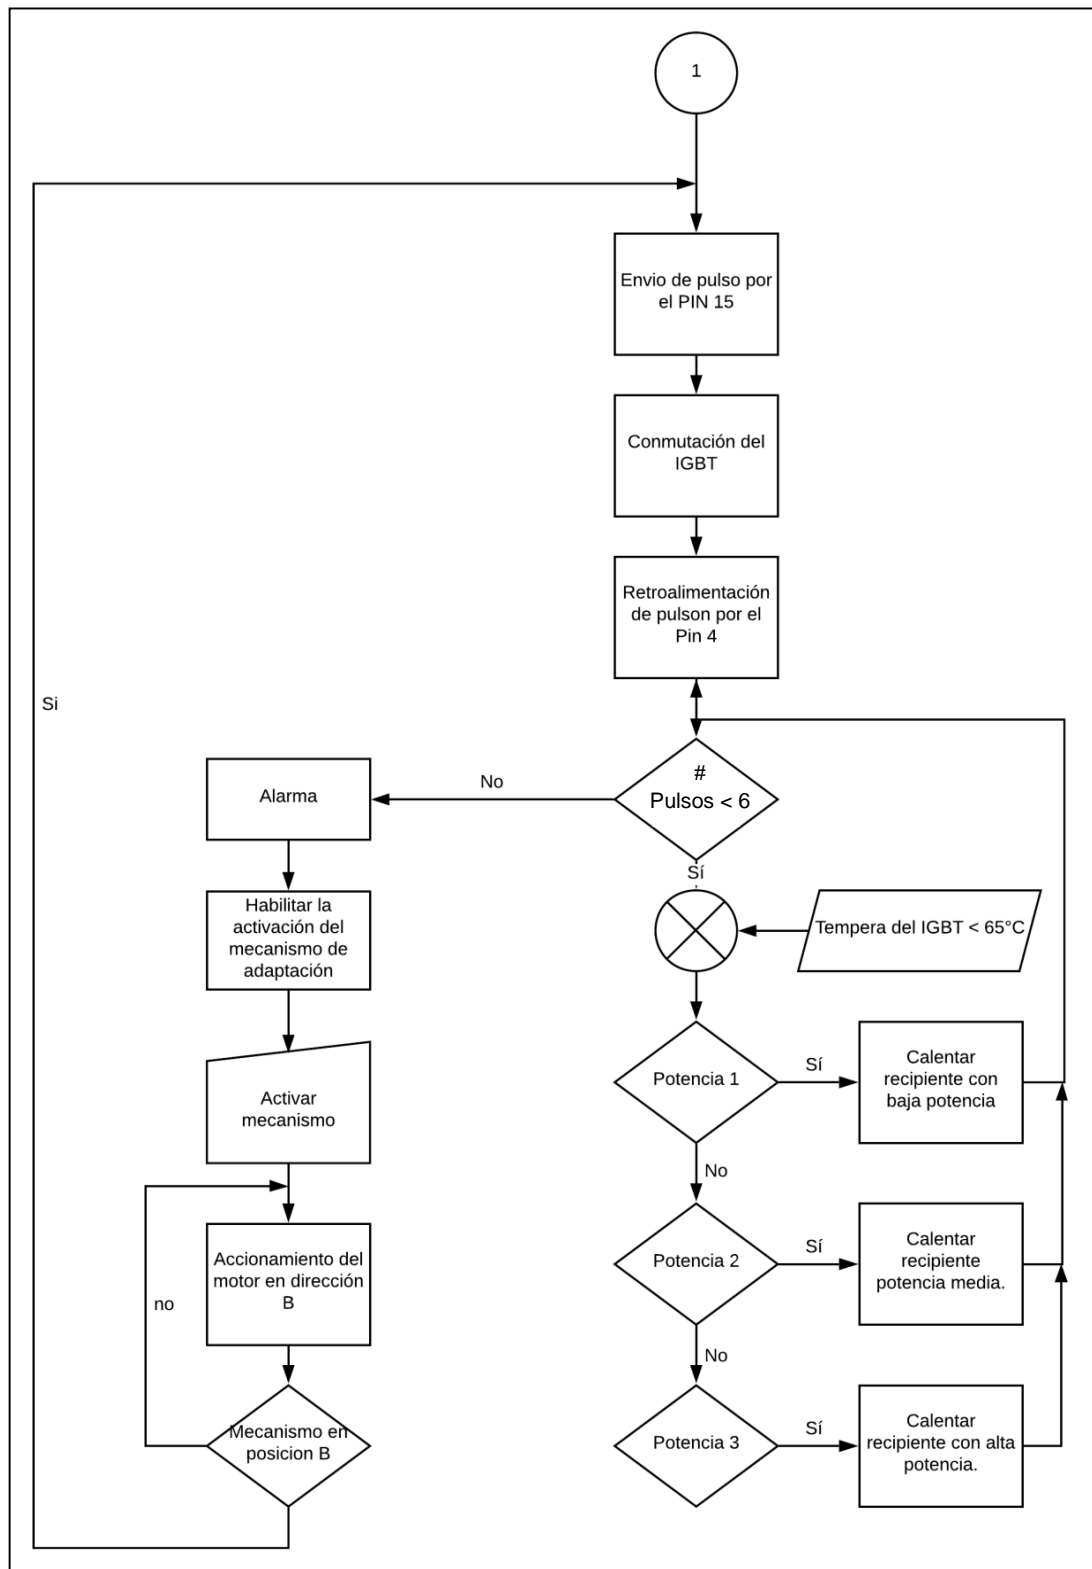 1
Envio de pulso por
el PIN 15
Conmutación del
IGBT
Retroalimentación
de pulson por el
Pin 4
Si
#
Pulsos < 6
No
Alarma
Sí
Habilitar la
activación del
mecanismo de
adaptación
Tempera del IGBT < 65°C
Activar
mecanismo
Potencia 1
Sí
Calentar
recipiente con
baja potencia
No
Accionamiento del
motor en dirección
B
no
Potencia 2
Sí
Calentar
recipiente
potencia media.
No
Mecanismo en
posicion B
Potencia 3
Sí
Calentar
recipiente con alta
potencia.